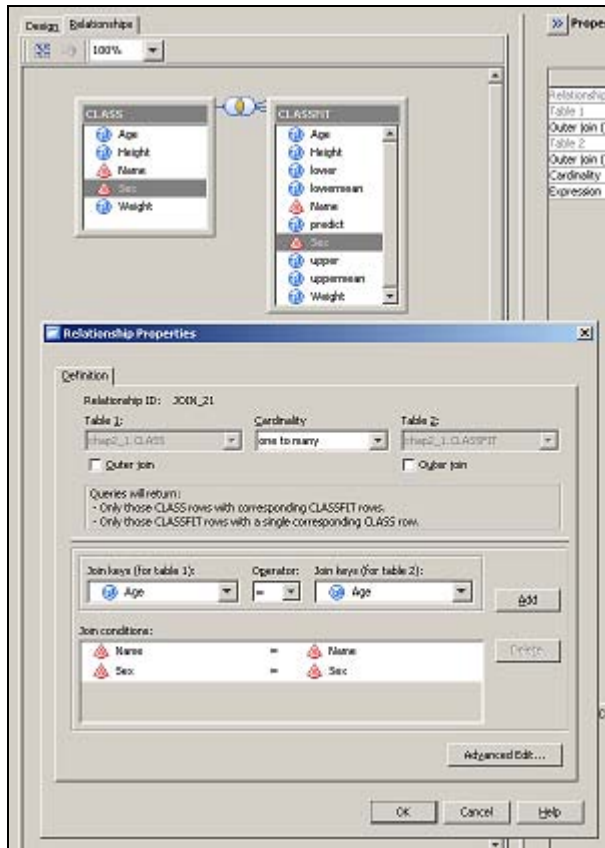 Design Relationships
100%
Prope
CLASS
Age
Height
Name
Sex
Weight
CLASSFIT
Age
Height
lower
lowermean
Name
predict
Sex
upper
uppermean
Weight
Relationship
Table 1
Outer join (
Table 2
Outer join (
Cardinality
Expression
Relationship Properties
Definition
Relationship ID: JOIN_21
Table 1: Cardinality Table 2:
chap2_1.CLASS one to many chap2_1.CLASSFIT
Outer join Outer join
Queries will return:
- Only those CLASS rows with corresponding CLASSFIT rows.
- Only those CLASSFIT rows with a single corresponding CLASS row.
Join keys (for table 1): Operator: Join keys (for table 2):
Age = Age Add
Join conditions:
Name = Name Delete
Sex = Sex
Advanced Edit...
OK Cancel Help